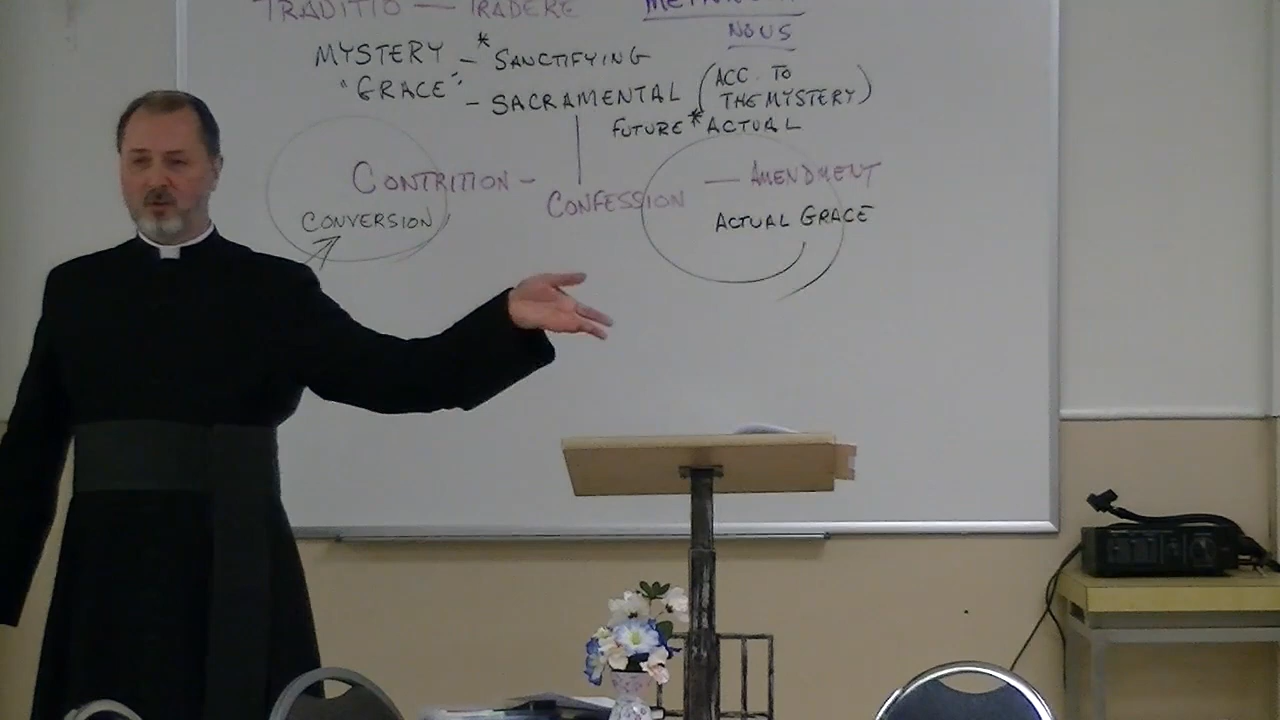 TRADITIO — TRADERE
NOUS
MYSTERY - * SANCTIFYING
"GRACE" - SACRAMENTAL (ACC. TO THE MYSTERY)
FUTURE * ACTUAL
CONTRITION - CONFESSION — AMENDMENT
CONVERSION
ACTUAL GRACE